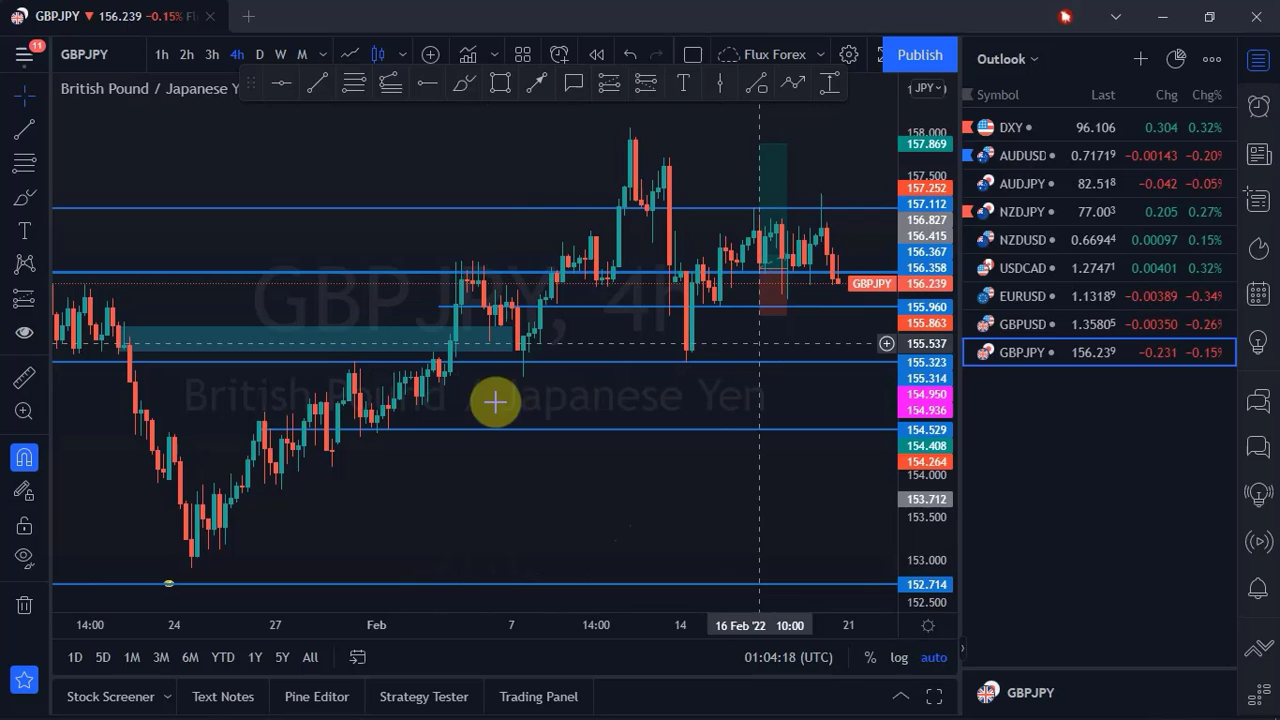 GBPJPY ▼ 156.239 −0.15% Fl
11
GBPJPY
1h 2h 3h 4h D W M
Flux Forex
Publish
British Pound / Japanese Y
JPY
GBPJPY, 4h
British Pound / Japanese Yen
158.000
157.869
157.500
157.252
157.112
156.827
156.415
156.367
156.358
GBPJPY 156.239
155.960
155.863
155.537
155.323
155.314
154.950
154.936
154.529
154.408
154.264
154.000
153.712
153.500
153.000
152.714
152.500
14:00 24 27 Feb 7 14:00 14 16 Feb '22 10:00 21
1D 5D 1M 3M 6M YTD 1Y 5Y All
01:04:18 (UTC) % log auto
Stock Screener Text Notes Pine Editor Strategy Tester Trading Panel
Outlook
Symbol Last Chg Chg%
DXY 96.106 0.304 0.32%
AUDUSD 0.7171⁹ −0.00143 −0.20%
AUDJPY 82.51⁸ −0.042 −0.05%
NZDJPY 77.00³ 0.205 0.27%
NZDUSD 0.6694⁴ 0.00097 0.15%
USDCAD 1.2747¹ 0.00401 0.32%
EURUSD 1.1318⁹ −0.00389 −0.34%
GBPUSD 1.3580⁵ −0.00350 −0.26%
GBPJPY 156.23⁹ −0.231 −0.15%
GBPJPY